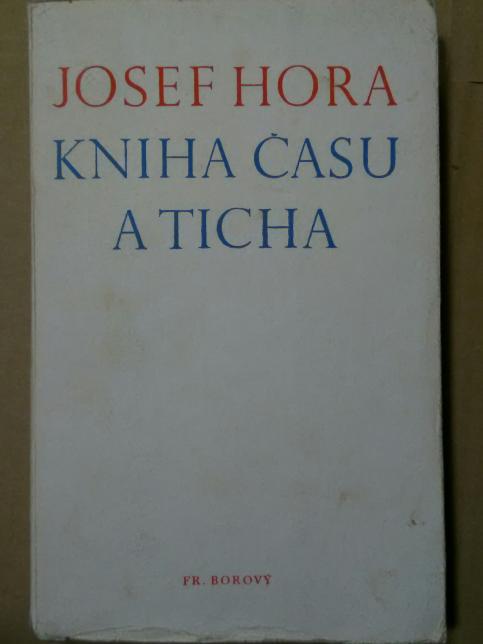 JOSEF HORA
KNIHA ČASU
A TICHA
FR. BOROVÝ